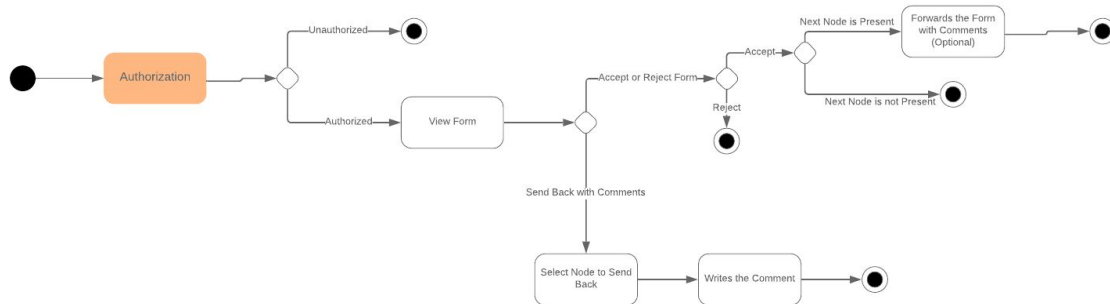 Unauthorized
Authorization
Authorized
View Form
Accept or Reject Form
Accept
Reject
Next Node is Present
Forwards the Form
with Comments
(Optional)
Next Node is not Present
Send Back with Comments
Select Node to Send
Back
Writes the Comment